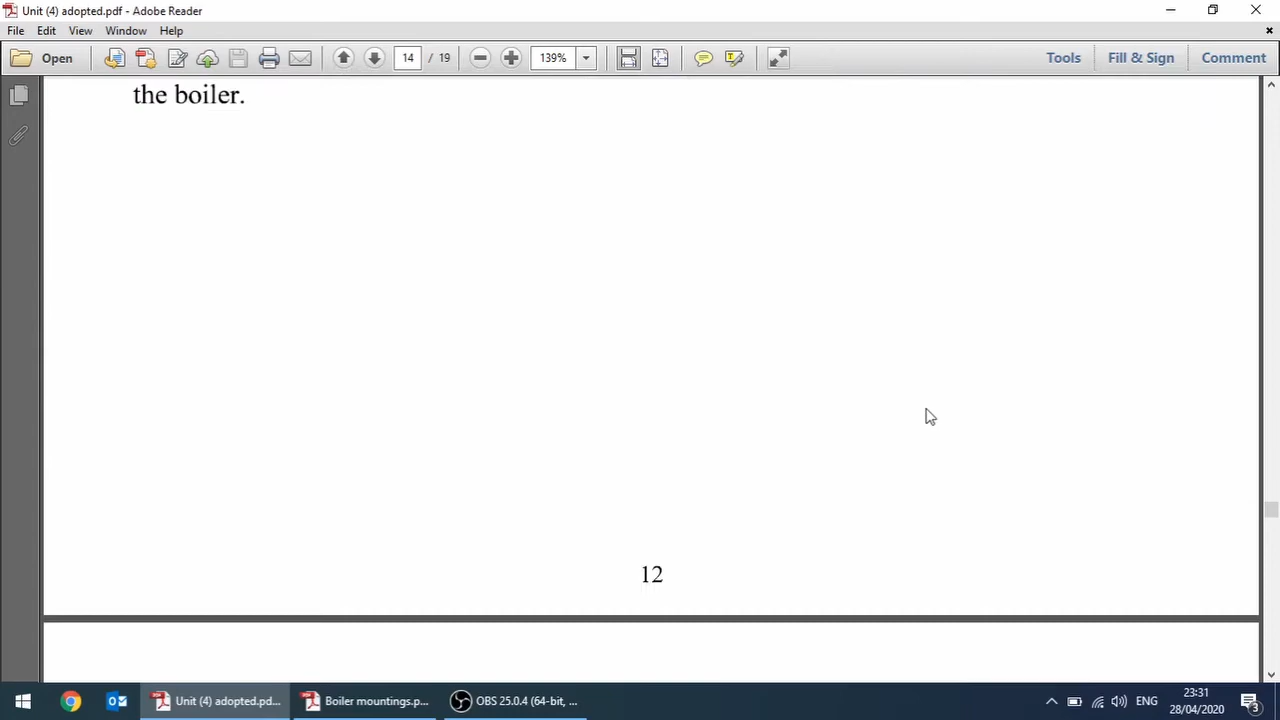 Unit (4) adopted.pdf - Adobe Reader
File Edit View Window Help
Open 14 / 19 139% Tools Fill & Sign Comment
the boiler.
12
Unit (4) adopted.pd... Boiler mountings.p... OBS 25.0.4 (64-bit, ... ENG 23:31
28/04/2020 3